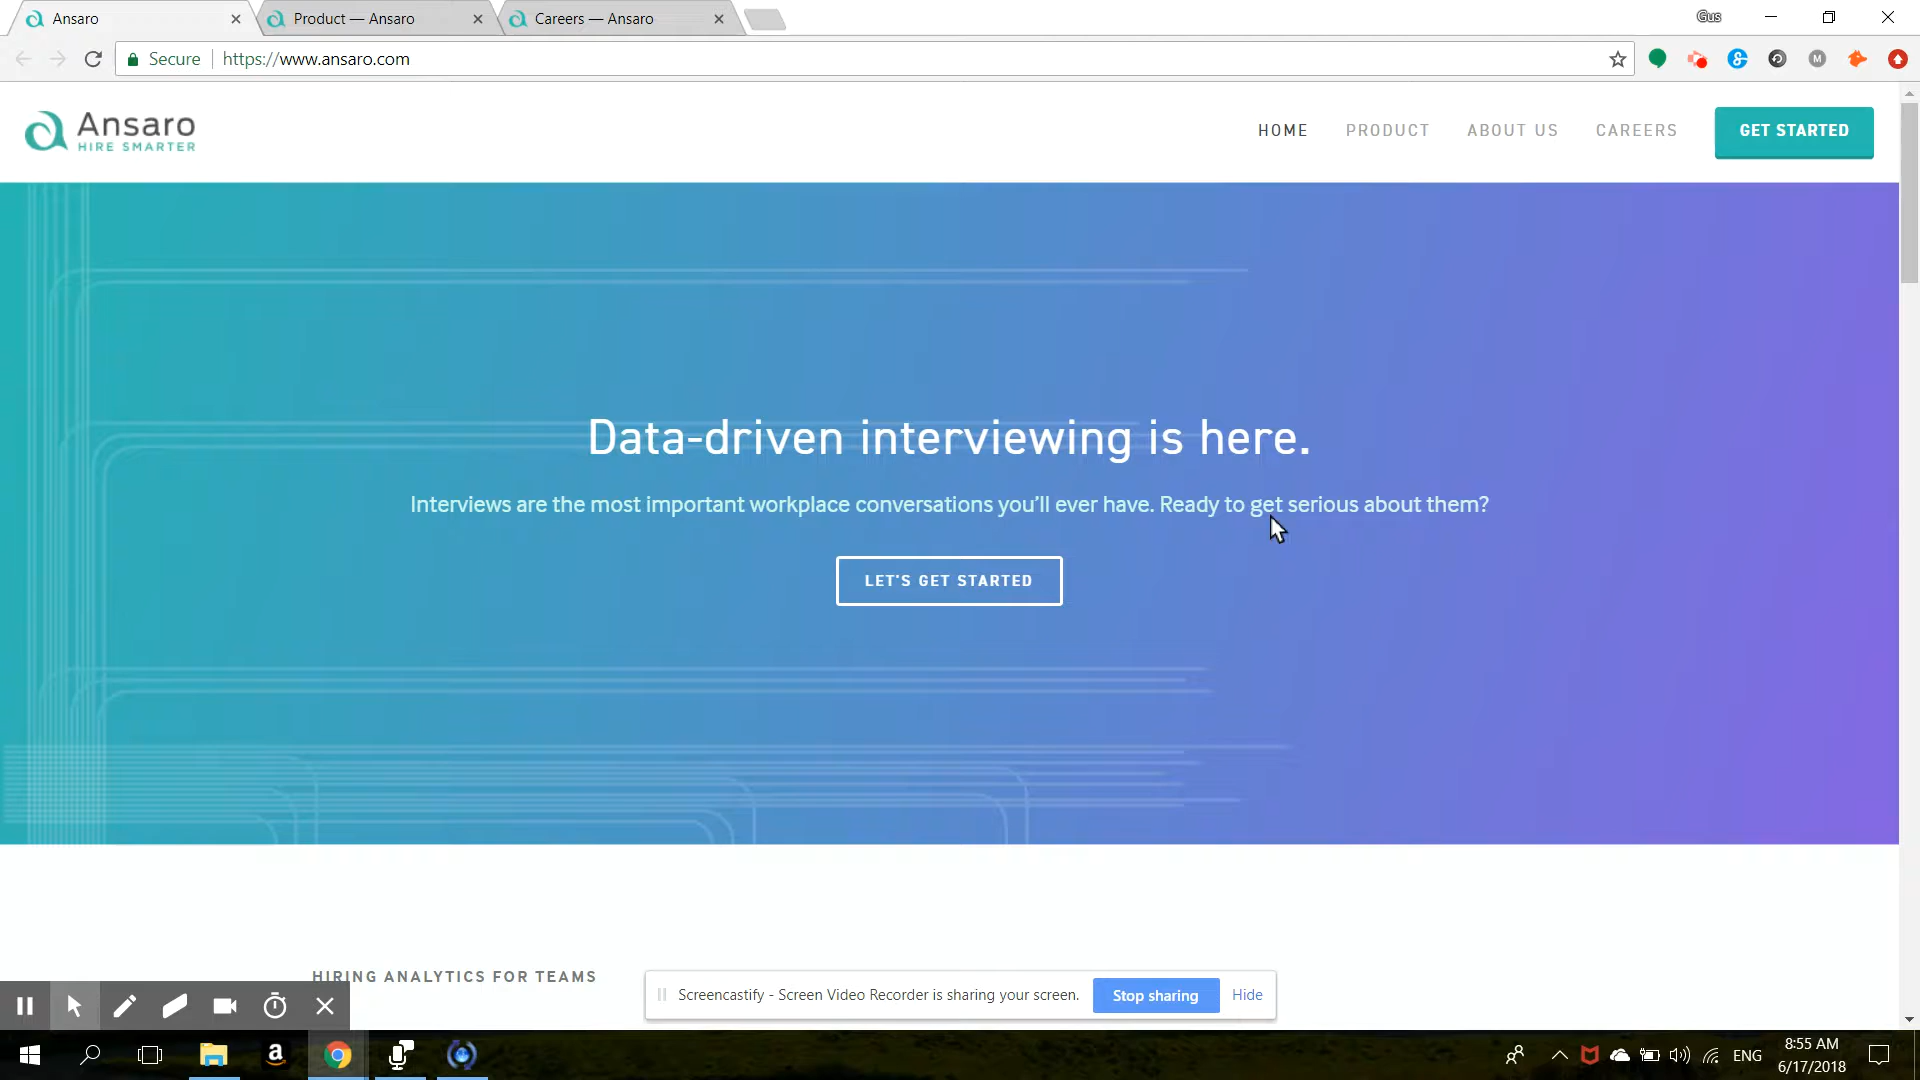 Ansaro
Product — Ansaro
Careers — Ansaro
Gus
Secure
https://www.ansaro.com
M
Ansaro
HIRE SMARTER
HOME
PRODUCT
ABOUT US
CAREERS
GET STARTED
Data-driven interviewing is here.
Interviews are the most important workplace conversations you'll ever have. Ready to get serious about them?
LET'S GET STARTED
HIRING ANALYTICS FOR TEAMS
Screencastify - Screen Video Recorder is sharing your screen.
Stop sharing
Hide
a
ENG
8:55 AM
6/17/2018